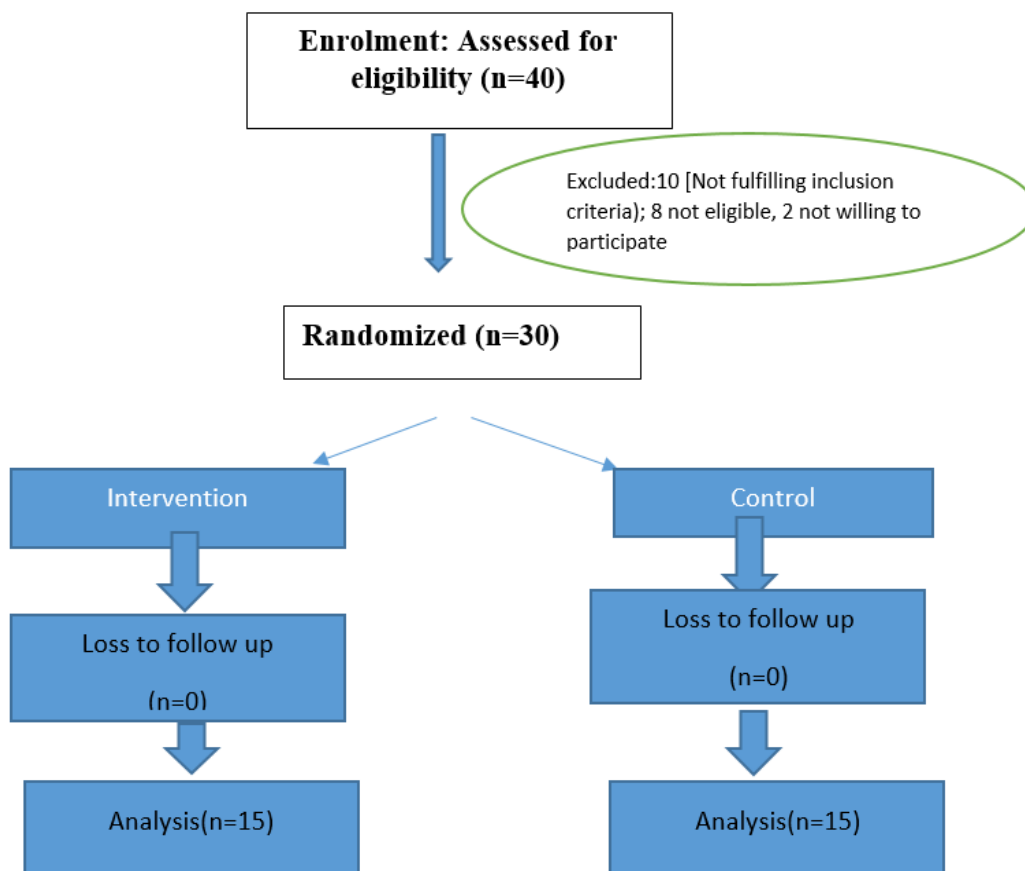 Enrolment: Assessed for
eligibility (n=40)
Excluded:10 [Not fulfilling inclusion
criteria); 8 not eligible, 2 not willing to
participate
Randomized (n=30)
Intervention
Control
Loss to follow up
(n=0)
Loss to follow up
(n=0)
Analysis(n=15)
Analysis(n=15)